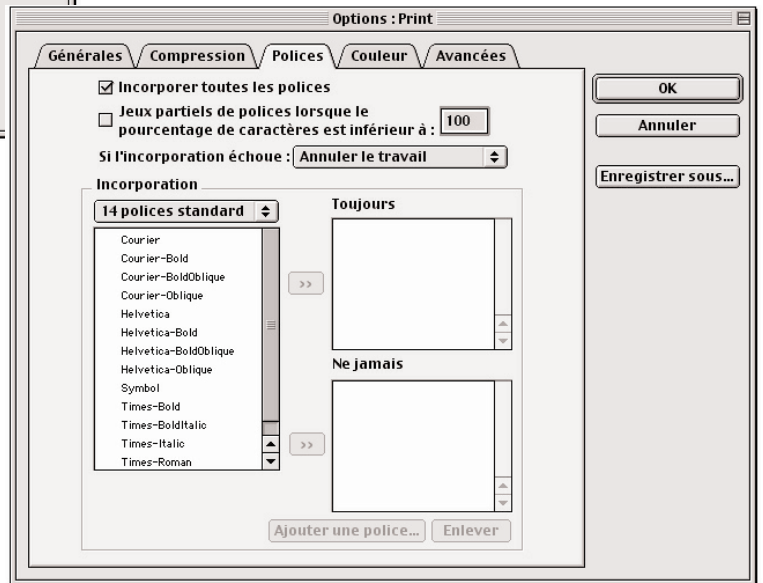 Options : Print
Générales
Compression
Polices
Couleur
Avancées
Incorporer toutes les polices
Jeux partiels de polices lorsque le
pourcentage de caractères est inférieur à : 100
Si l'incorporation échoue : Annuler le travail
OK
Annuler
Enregistrer sous...
Incorporation
14 polices standard
Courier
Courier-Bold
Courier-BoldOblique
Courier-Oblique
Helvetica
Helvetica-Bold
Helvetica-BoldOblique
Helvetica-Oblique
Symbol
Times-Bold
Times-BoldItalic
Times-Italic
Times-Roman
>>
>>
Toujours
Ne jamais
Ajouter une police...
Enlever